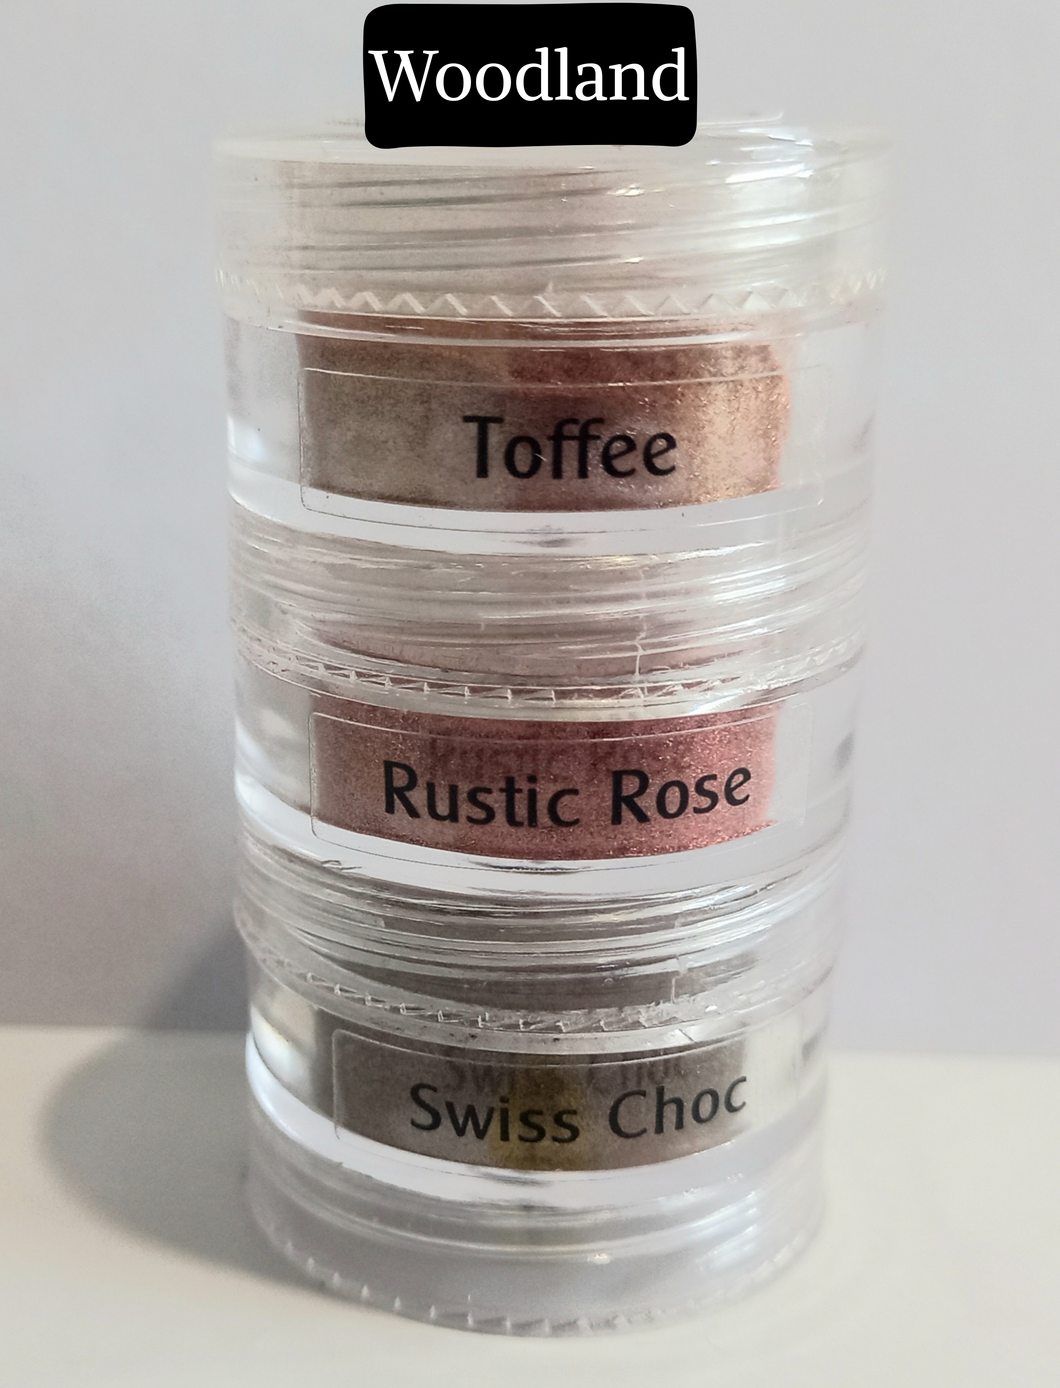 Woodland
Toffee
Rustic Rose
Swiss Choc